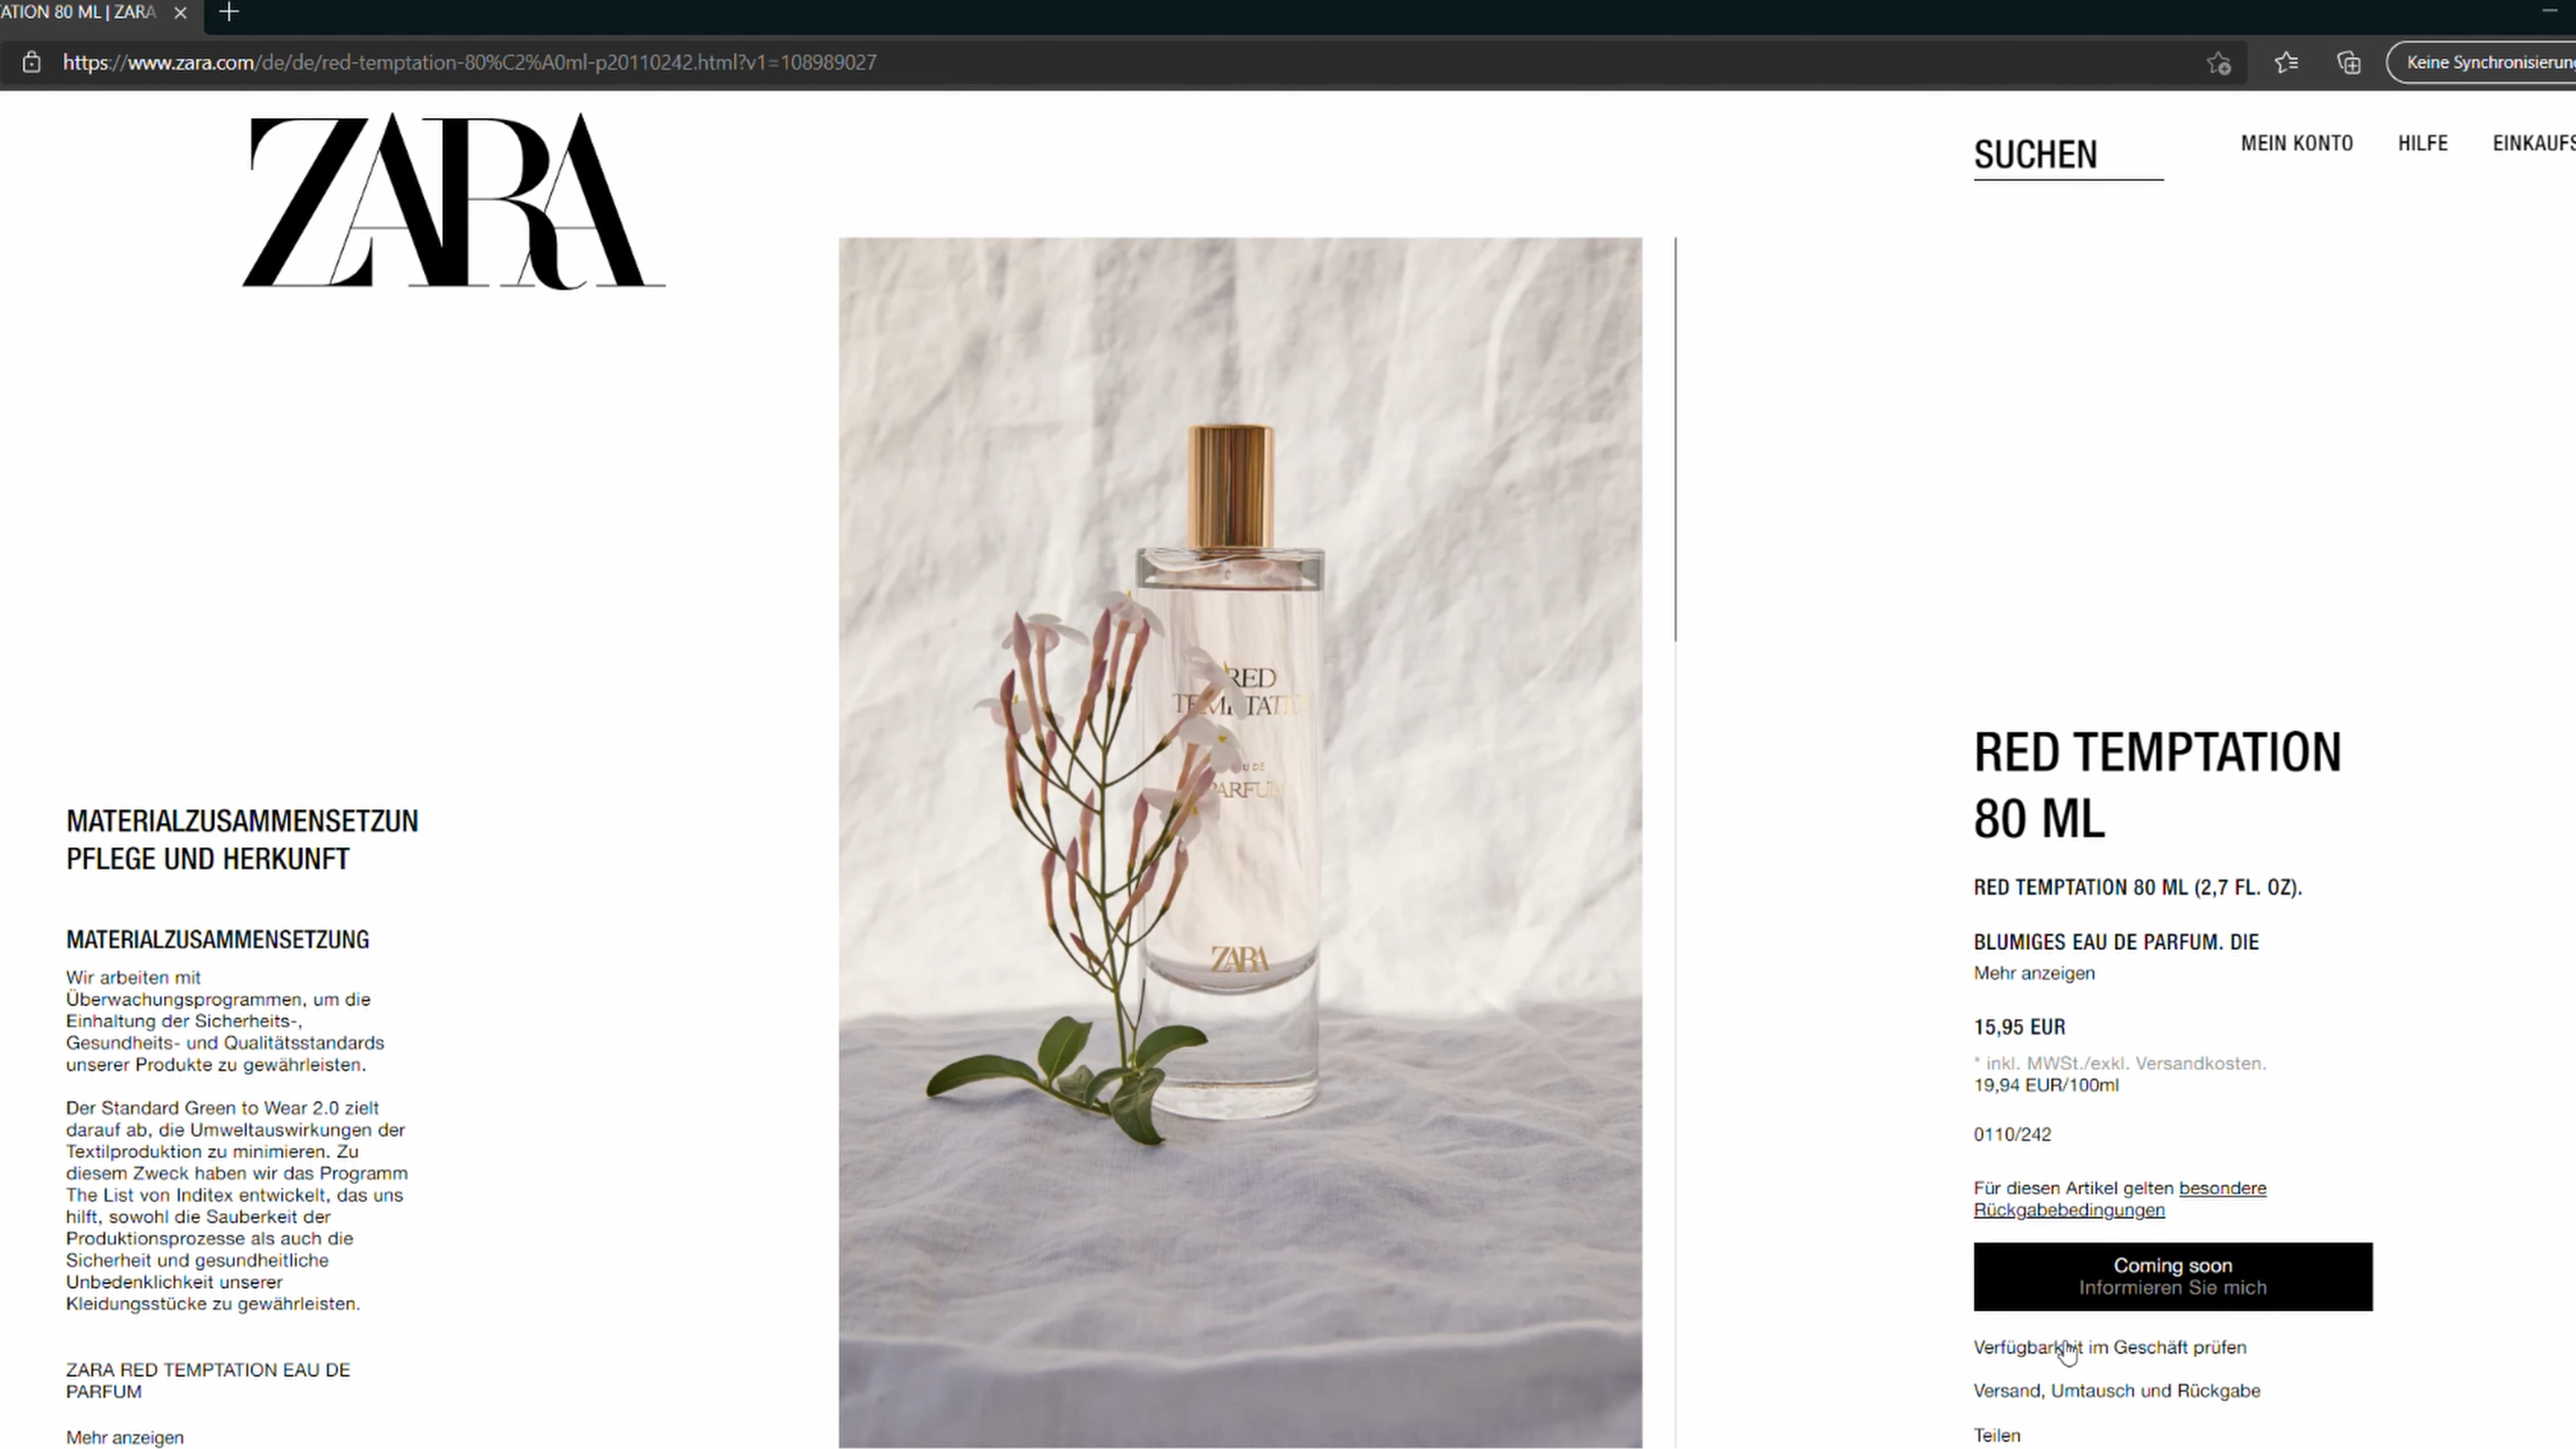 ATION 80 ML | ZARA
https://www.zara.com/de/de/red-temptation-80%C2%A0ml-p20110242.html?v1=108989027
Keine Synchronisierung
ZARA
SUCHEN
MEIN KONTO
HILFE
EINKAUFS
RED
EAU DE
PARFUM
ZARA
MATERIALZUSAMMENSETZUN
PFLEGE UND HERKUNFT
MATERIALZUSAMMENSETZUNG
Wir arbeiten mit
Überwachungsprogrammen, um die
Einhaltung der Sicherheits-,
Gesundheits- und Qualitätsstandards
unserer Produkte zu gewährleisten.
Der Standard Green to Wear 2.0 zielt
darauf ab, die Umweltauswirkungen der
Textilproduktion zu minimieren. Zu
diesem Zweck haben wir das Programm
The List von Inditex entwickelt, das uns
hilft, sowohl die Sauberkeit der
Produktionsprozesse als auch die
Sicherheit und gesundheitliche
Unbedenklichkeit unserer
Kleidungsstücke zu gewährleisten.
ZARA RED TEMPTATION EAU DE
PARFUM
Mehr anzeigen
RED TEMPTATION
80 ML
RED TEMPTATION 80 ML (2,7 FL. OZ).
BLUMIGES EAU DE PARFUM. DIE
Mehr anzeigen
15,95 EUR
* inkl. MWSt./exkl. Versandkosten.
19,94 EUR/100ml
0110/242
Für diesen Artikel gelten besondere
Rückgabebedingungen
Coming soon
Informieren Sie mich
Verfügbarkeit im Geschäft prüfen
Versand, Umtausch und Rückgabe
Teilen